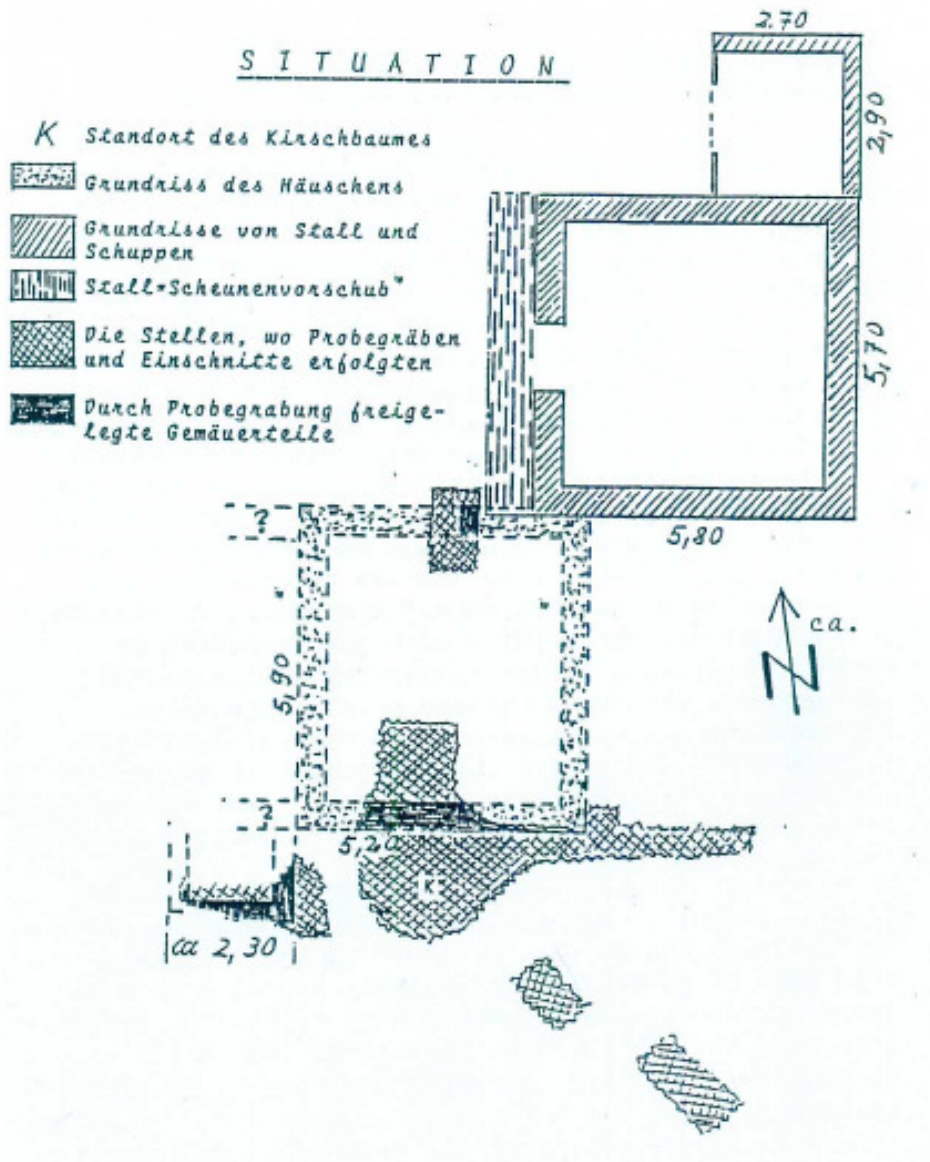 2.70
SITUATION
2,90
K Standort des Kirschbaumes
Grundriss des Häuschens
Grundrisse von Stall und
Schuppen
Stall=Scheunenvorschub"
5,70
Die Stellen, wo Probegräben
und Einschnitte erfolgten
Durch Probegrabung freige-
legte Gemäuerteile
?
5,80
ca.
N
5,90
?
5,20
K
ca 2,30